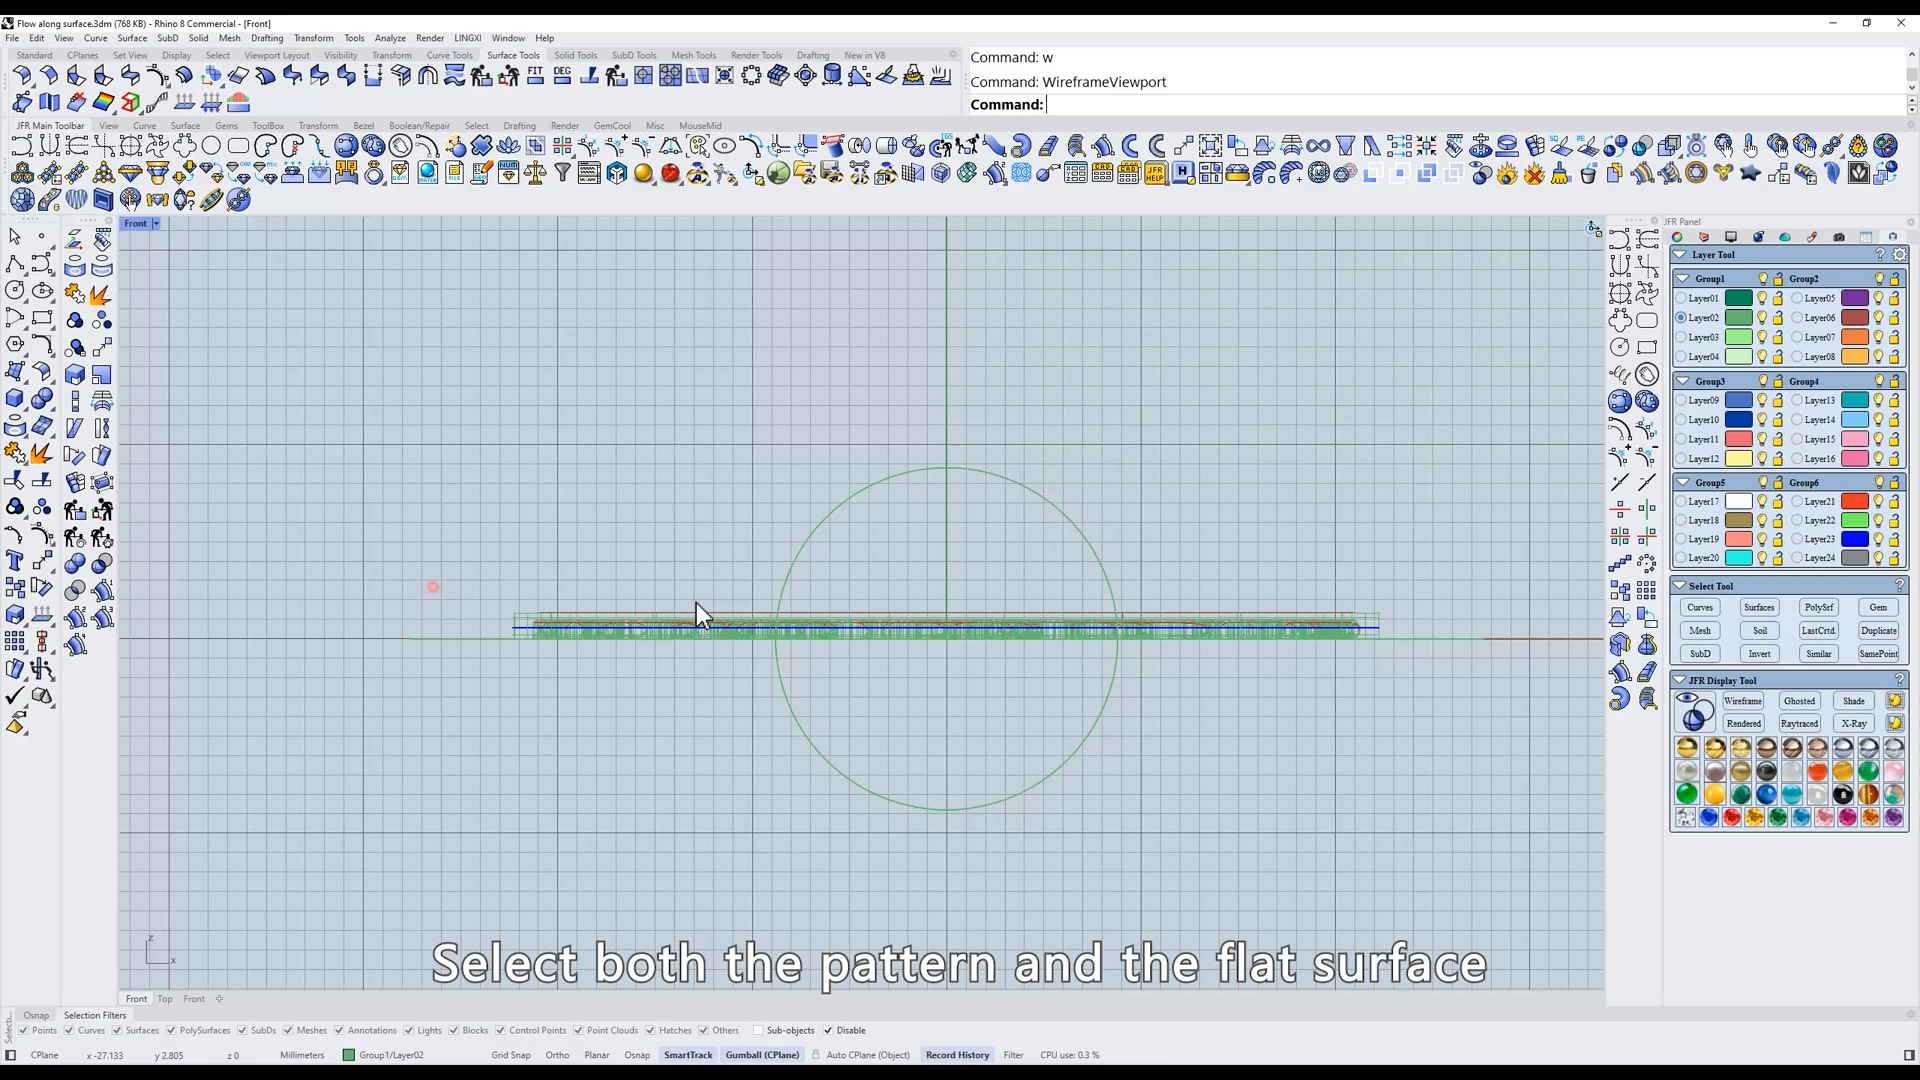 Flow along surface.3dm (768 KB) - Rhino 8 Commercial - [Front]
File Edit View Curve Surface SubD Solid Mesh Drafting Transform Tools Analyze Render LINGXI Window Help
Standard CPlanes Set View Display Select Viewport Layout Visibility Transform Curve Tools Surface Tools Solid Tools SubD Tools Mesh Tools Render Tools Drafting New in V8
Command: w
Command: WireframeViewport
Command:
JFR Main Toolbar View Curve Surface Gems ToolBox Transform Bezel Boolean/Repair Select Drafting Render GemCool Misc MouseMid
Front
JFR Panel
Layer Tool
Group1 Group2
Layer01 Layer05
Layer02 Layer06
Layer03 Layer07
Layer04 Layer08
Group3 Group4
Layer09 Layer13
Layer10 Layer14
Layer11 Layer15
Layer12 Layer16
Group5 Group6
Layer17 Layer21
Layer18 Layer22
Layer19 Layer23
Layer20 Layer24
Select Tool
Curves Surfaces PolySrf Gem
Mesh Soil LastCrtd. Duplicate
SubD Invert Similar SamePoint
JFR Display Tool
Wireframe Ghosted Shade
Rendered Raytraced X-Ray
z
x
Select both the pattern and the flat surface
Front Top Front
Osnap Selection Filters
Points Curves Surfaces PolySurfaces SubDs Meshes Annotations Lights Blocks Control Points Point Clouds Hatches Others Sub-objects Disable
CPlane x -27.133 y 2.805 z 0 Millimeters Group1/Layer02 Grid Snap Ortho Planar Osnap SmartTrack Gumball (CPlane) Auto CPlane (Object) Record History Filter CPU use: 0.3 %